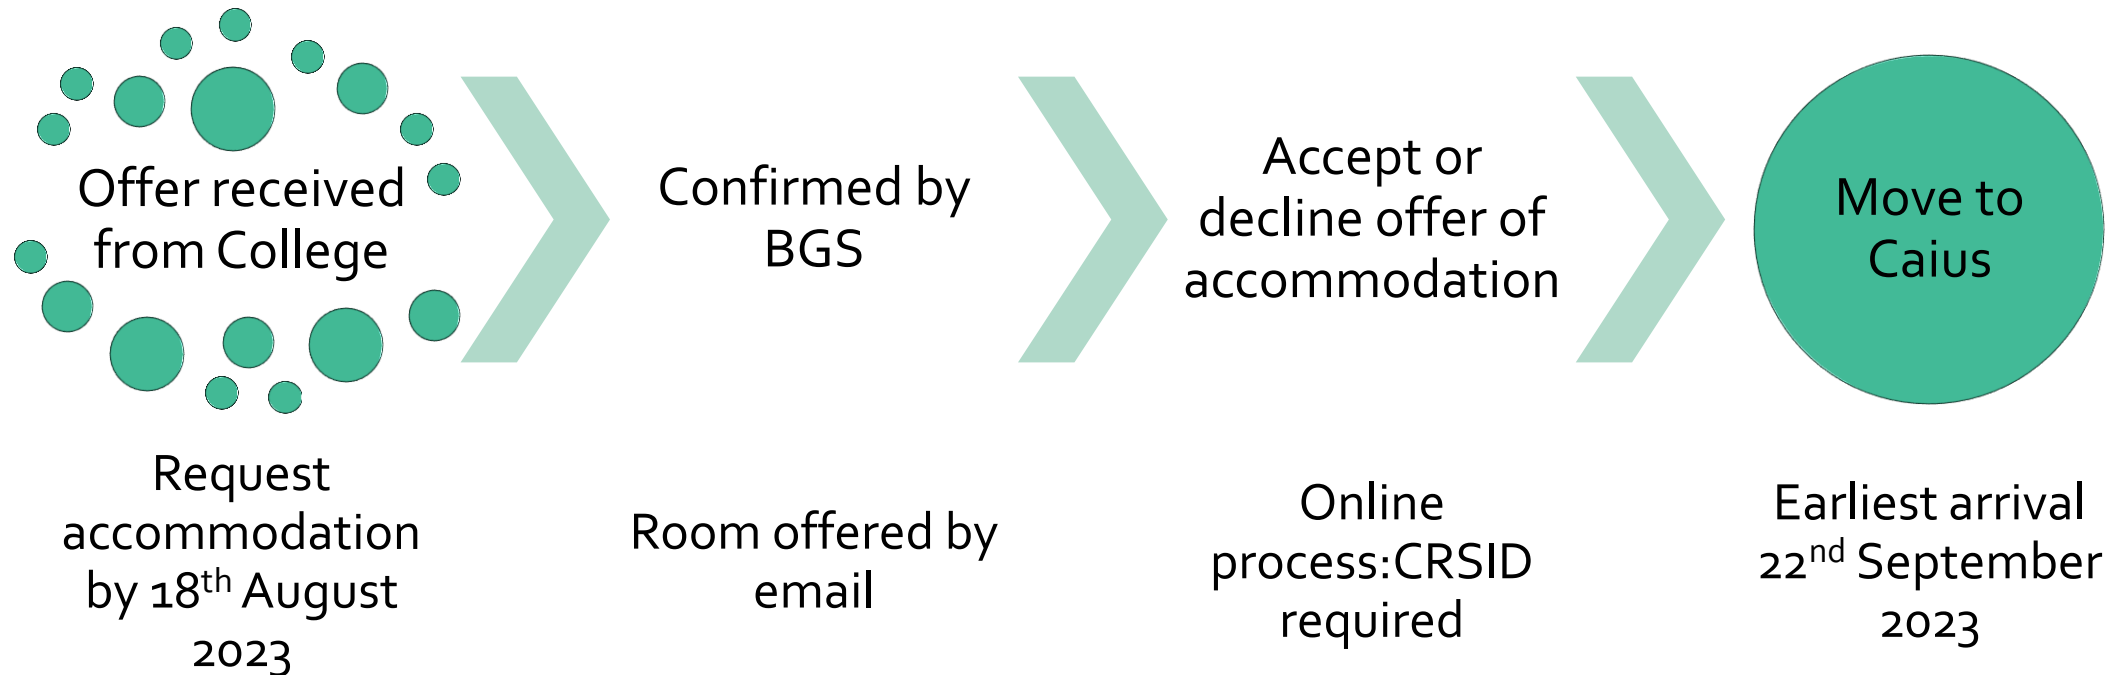 Offer received
from College
Confirmed by
BGS
Accept or
decline offer of
accommodation
Move to
Caius
Request
accommodation
by 18th August
2023
Room offered by
email
Online
process:CRSID
required
Earliest arrival
22nd September
2023